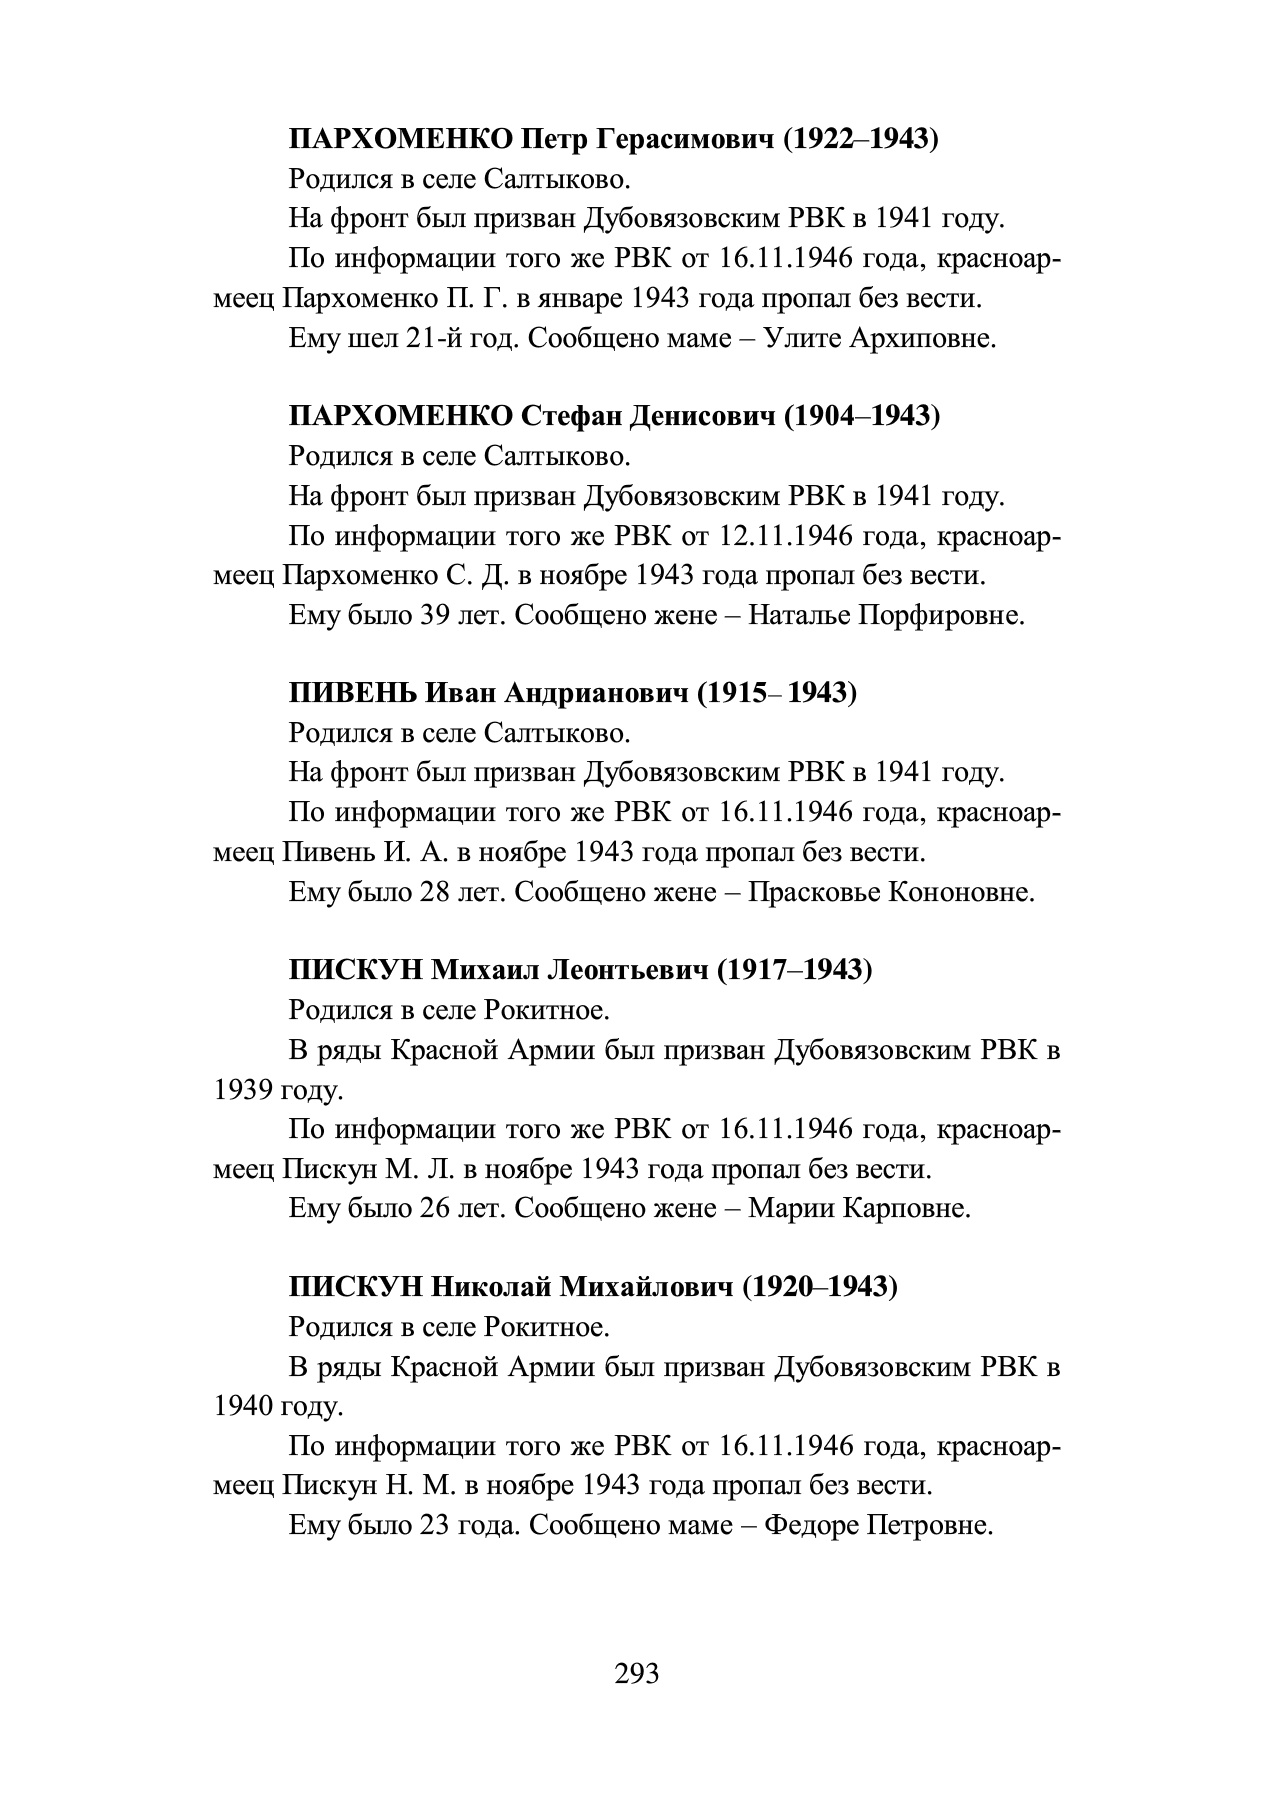 ПАРХОМЕНКО Петр Герасимович (1922–1943)
Родился в селе Салтыково.
На фронт был призван Дубовязовским РВК в 1941 году.
По информации того же РВК от 16.11.1946 года, красноар-
меец Пархоменко П. Г. в январе 1943 года пропал без вести.
Ему шел 21-й год. Сообщено маме – Улите Архиповне.
ПАРХОМЕНКО Стефан Денисович (1904–1943)
Родился в селе Салтыково.
На фронт был призван Дубовязовским РВК в 1941 году.
По информации того же РВК от 12.11.1946 года, красноар-
меец Пархоменко С. Д. в ноябре 1943 года пропал без вести.
Ему было 39 лет. Сообщено жене – Наталье Порфировне.
ПИВЕНЬ Иван Андрианович (1915– 1943)
Родился в селе Салтыково.
На фронт был призван Дубовязовским РВК в 1941 году.
По информации того же РВК от 16.11.1946 года, красноар-
меец Пивень И. А. в ноябре 1943 года пропал без вести.
Ему было 28 лет. Сообщено жене – Прасковье Кононовне.
ПИСКУН Михаил Леонтьевич (1917–1943)
Родился в селе Рокитное.
В ряды Красной Армии был призван Дубовязовским РВК в
1939 году.
По информации того же РВК от 16.11.1946 года, красноар-
меец Пискун М. Л. в ноябре 1943 года пропал без вести.
Ему было 26 лет. Сообщено жене – Марии Карповне.
ПИСКУН Николай Михайлович (1920–1943)
Родился в селе Рокитное.
В ряды Красной Армии был призван Дубовязовским РВК в
1940 году.
По информации того же РВК от 16.11.1946 года, красноар-
меец Пискун Н. М. в ноябре 1943 года пропал без вести.
Ему было 23 года. Сообщено маме – Федоре Петровне.
293